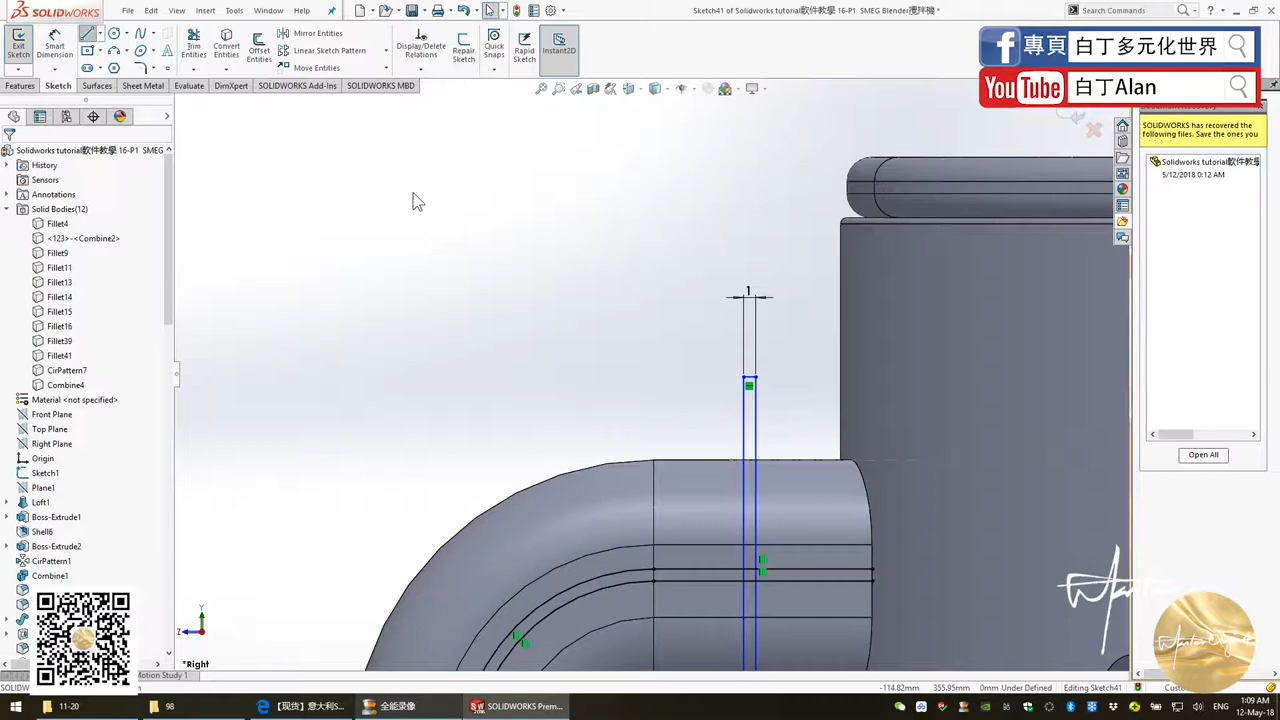 SOLIDWORKS
File Edit View Insert Tools Window Help
Sketch41 of Solidworks tutorial軟件教學 16-P1 SMEG Blender攪拌機*
Search Commands
Exit Sketch
Smart Dimension
Trim Entities
Convert Entities
Offset Entities
Mirror Entities
Linear Sketch Pattern
Move Entities
Display/Delete Relations
Repair Sketch
Quick Snaps
Rapid Sketch
Instant2D
Features Sketch Sheet Metal Surfaces Evaluate DimXpert SOLIDWORKS Add-Ins SOLIDWORKS MBD
f 專頁 白丁多元化世界
YouTube 白丁Alan
SOLIDWORKS has recovered the
following files. Save the ones you
Solidworks tutorial軟件教學
5/12/2018 0:12 AM
Open All
Solidworks tutorial軟件教學 16-P1 SMEG
History
Sensors
Annotations
Solid Bodies(12)
Fillet4
<123>-<Combine2>
Fillet9
Fillet11
Fillet13
Fillet14
Fillet15
Fillet16
Fillet39
Fillet41
CirPattern7
Combine4
Material <not specified>
Front Plane
Top Plane
Right Plane
Origin
Sketch1
Plane1
Loft1
Boss-Extrude1
Shell6
Boss-Extrude2
CirPattern1
Combine1
1
Y
Z
*Right
Motion Study 1
-114.82mm 355.95mm 0mm Under Defined Editing Sketch41
11-20
98
【现货】意大利S...
全能录像
SOLIDWORKS Prem...
1:09 AM
12-May-18